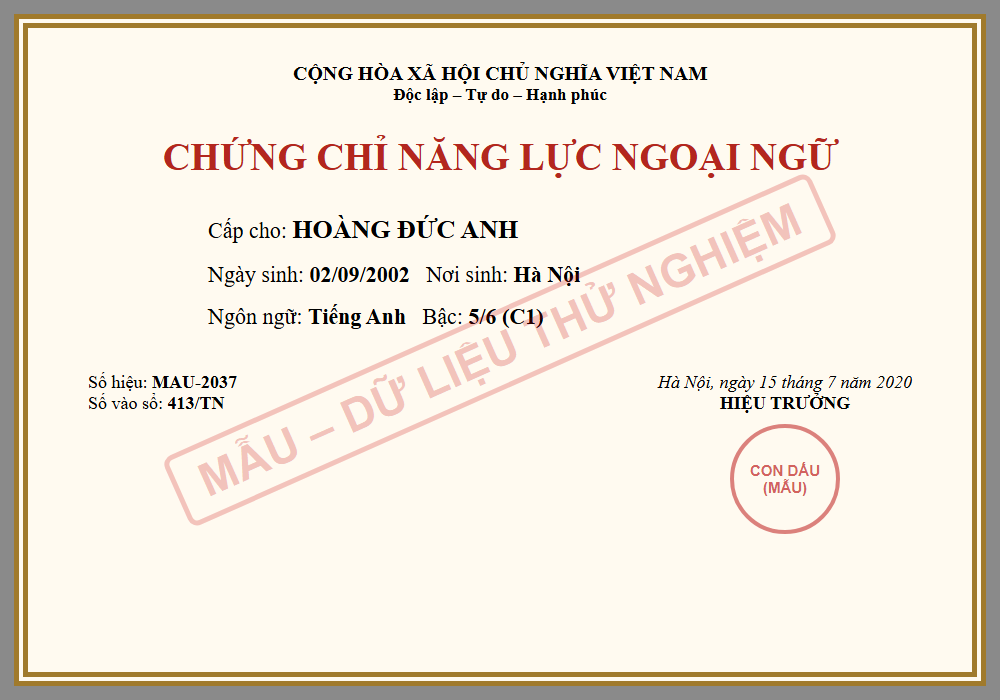 CỘNG HÒA XÃ HỘI CHỦ NGHĨA VIỆT NAM
Độc lập – Tự do – Hạnh phúc
CHỨNG CHỈ NĂNG LỰC NGOẠI NGỮ
Cấp cho: HOÀNG ĐỨC ANH
Ngày sinh: 02/09/2002 Nơi sinh: Hà Nội
Ngôn ngữ: Tiếng Anh Bậc: 5/6 (C1)
MẪU – DỮ LIỆU THỬ NGHIỆM
Số hiệu: MAU-2037
Số vào sổ: 413/TN
Hà Nội, ngày 15 tháng 7 năm 2020
HIỆU TRƯỞNG
CON DẤU
(MẪU)